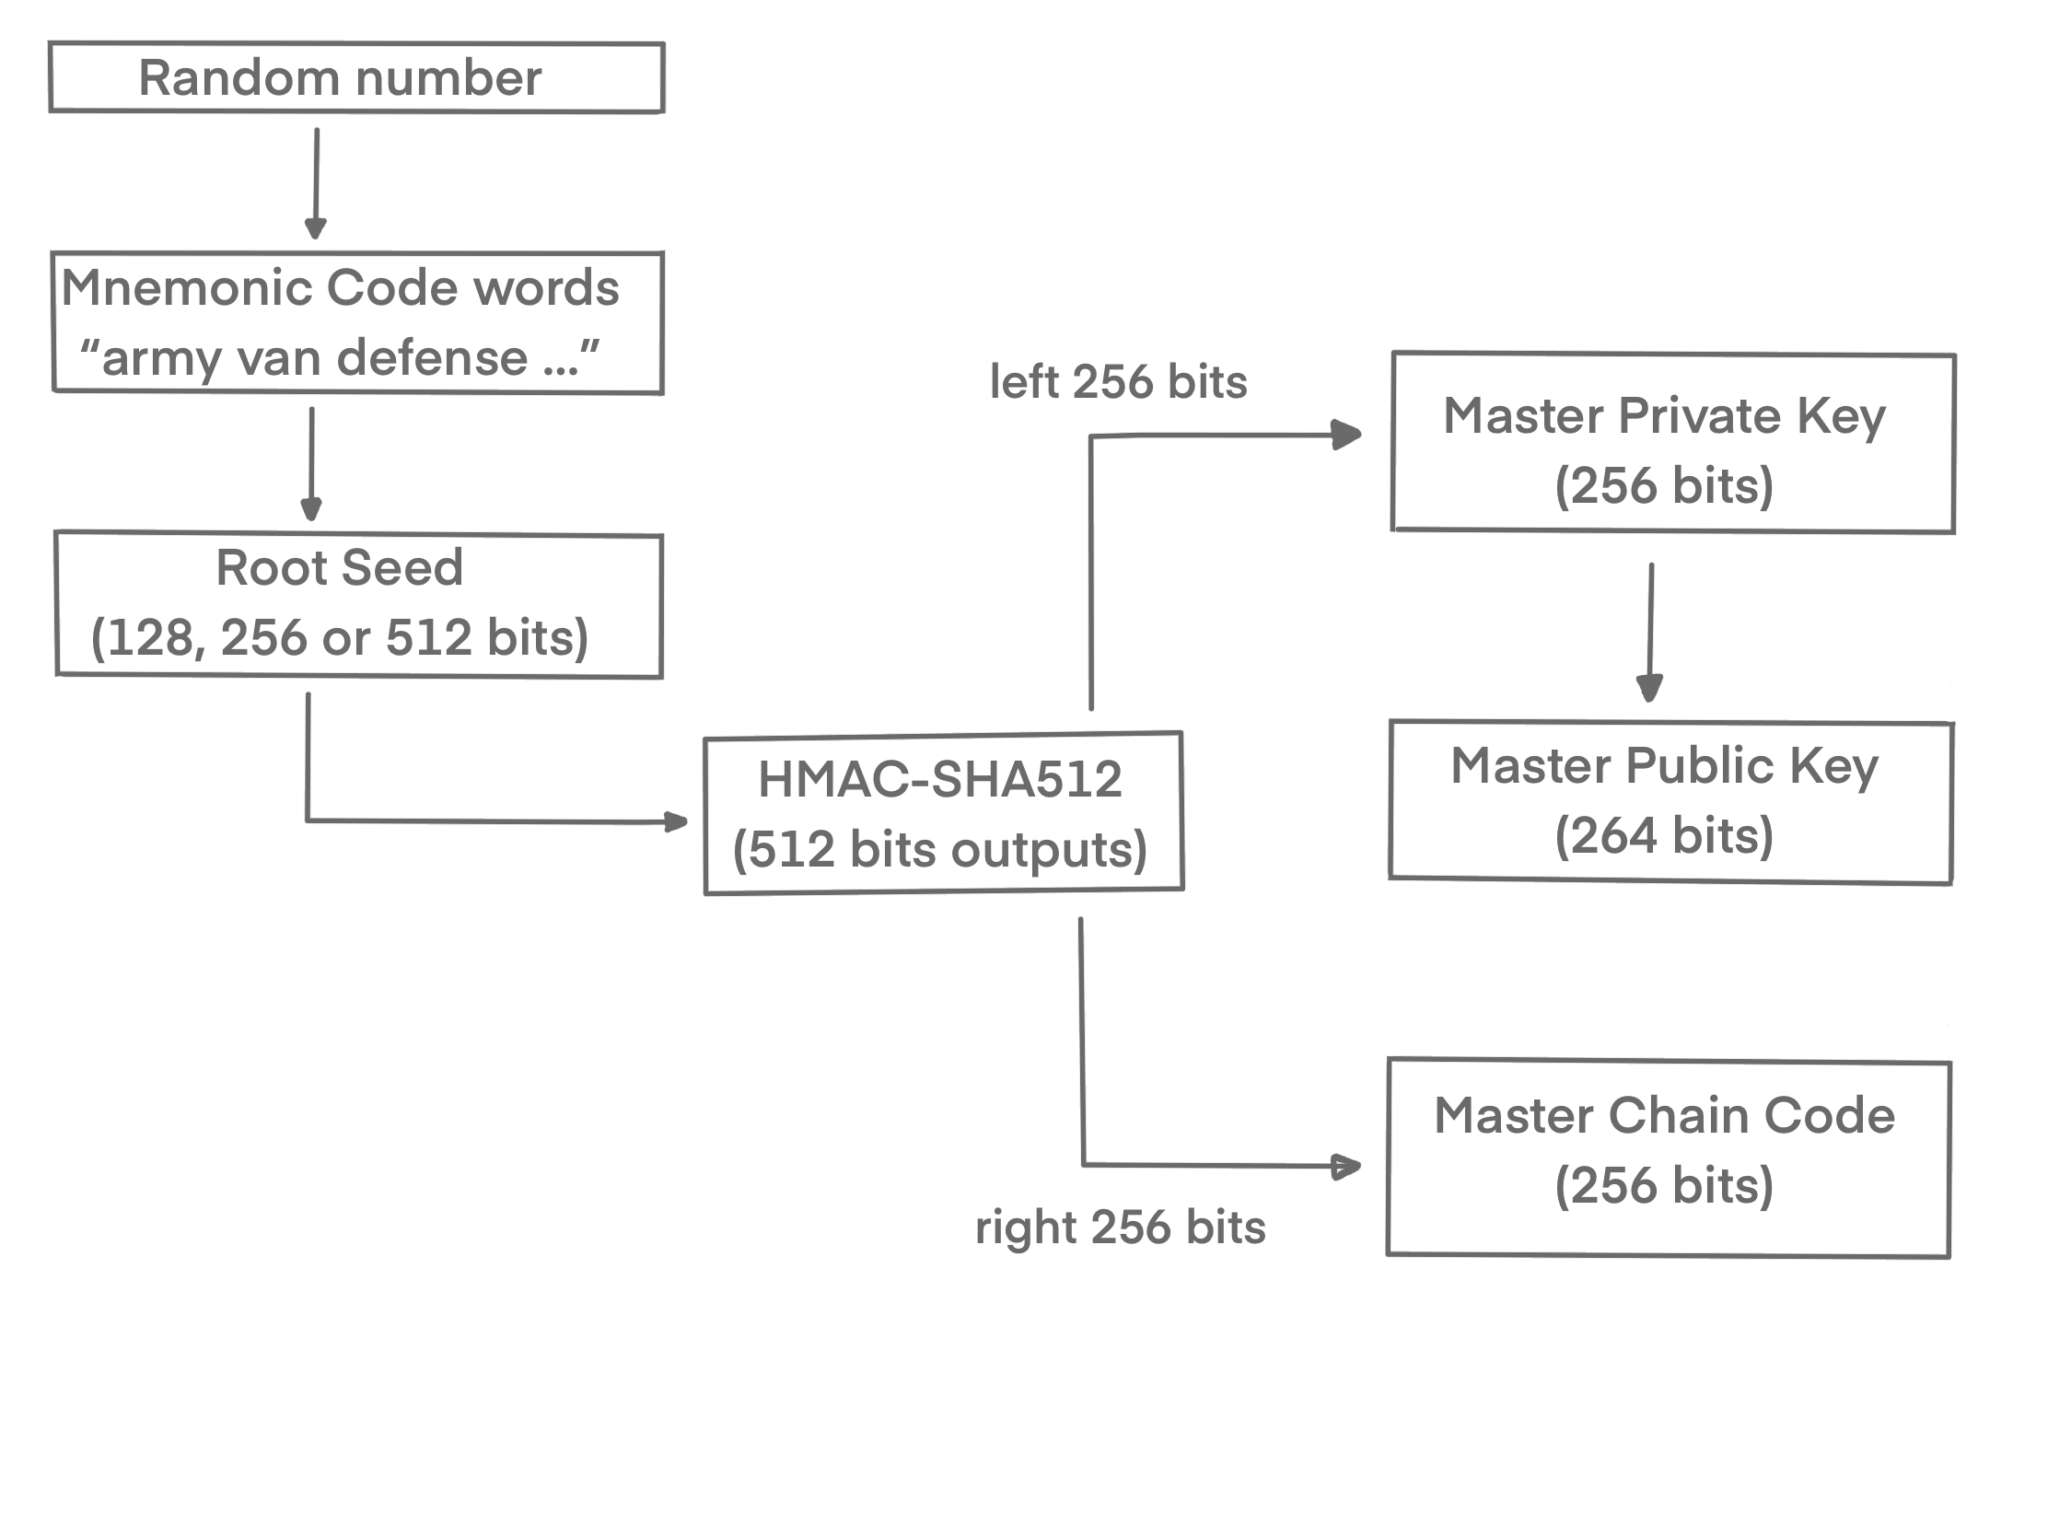 Random number
Mnemonic Code words
“army van defense ...”
Root Seed
(128, 256 or 512 bits)
HMAC-SHA512
(512 bits outputs)
left 256 bits
Master Private Key
(256 bits)
Master Public Key
(264 bits)
right 256 bits
Master Chain Code
(256 bits)